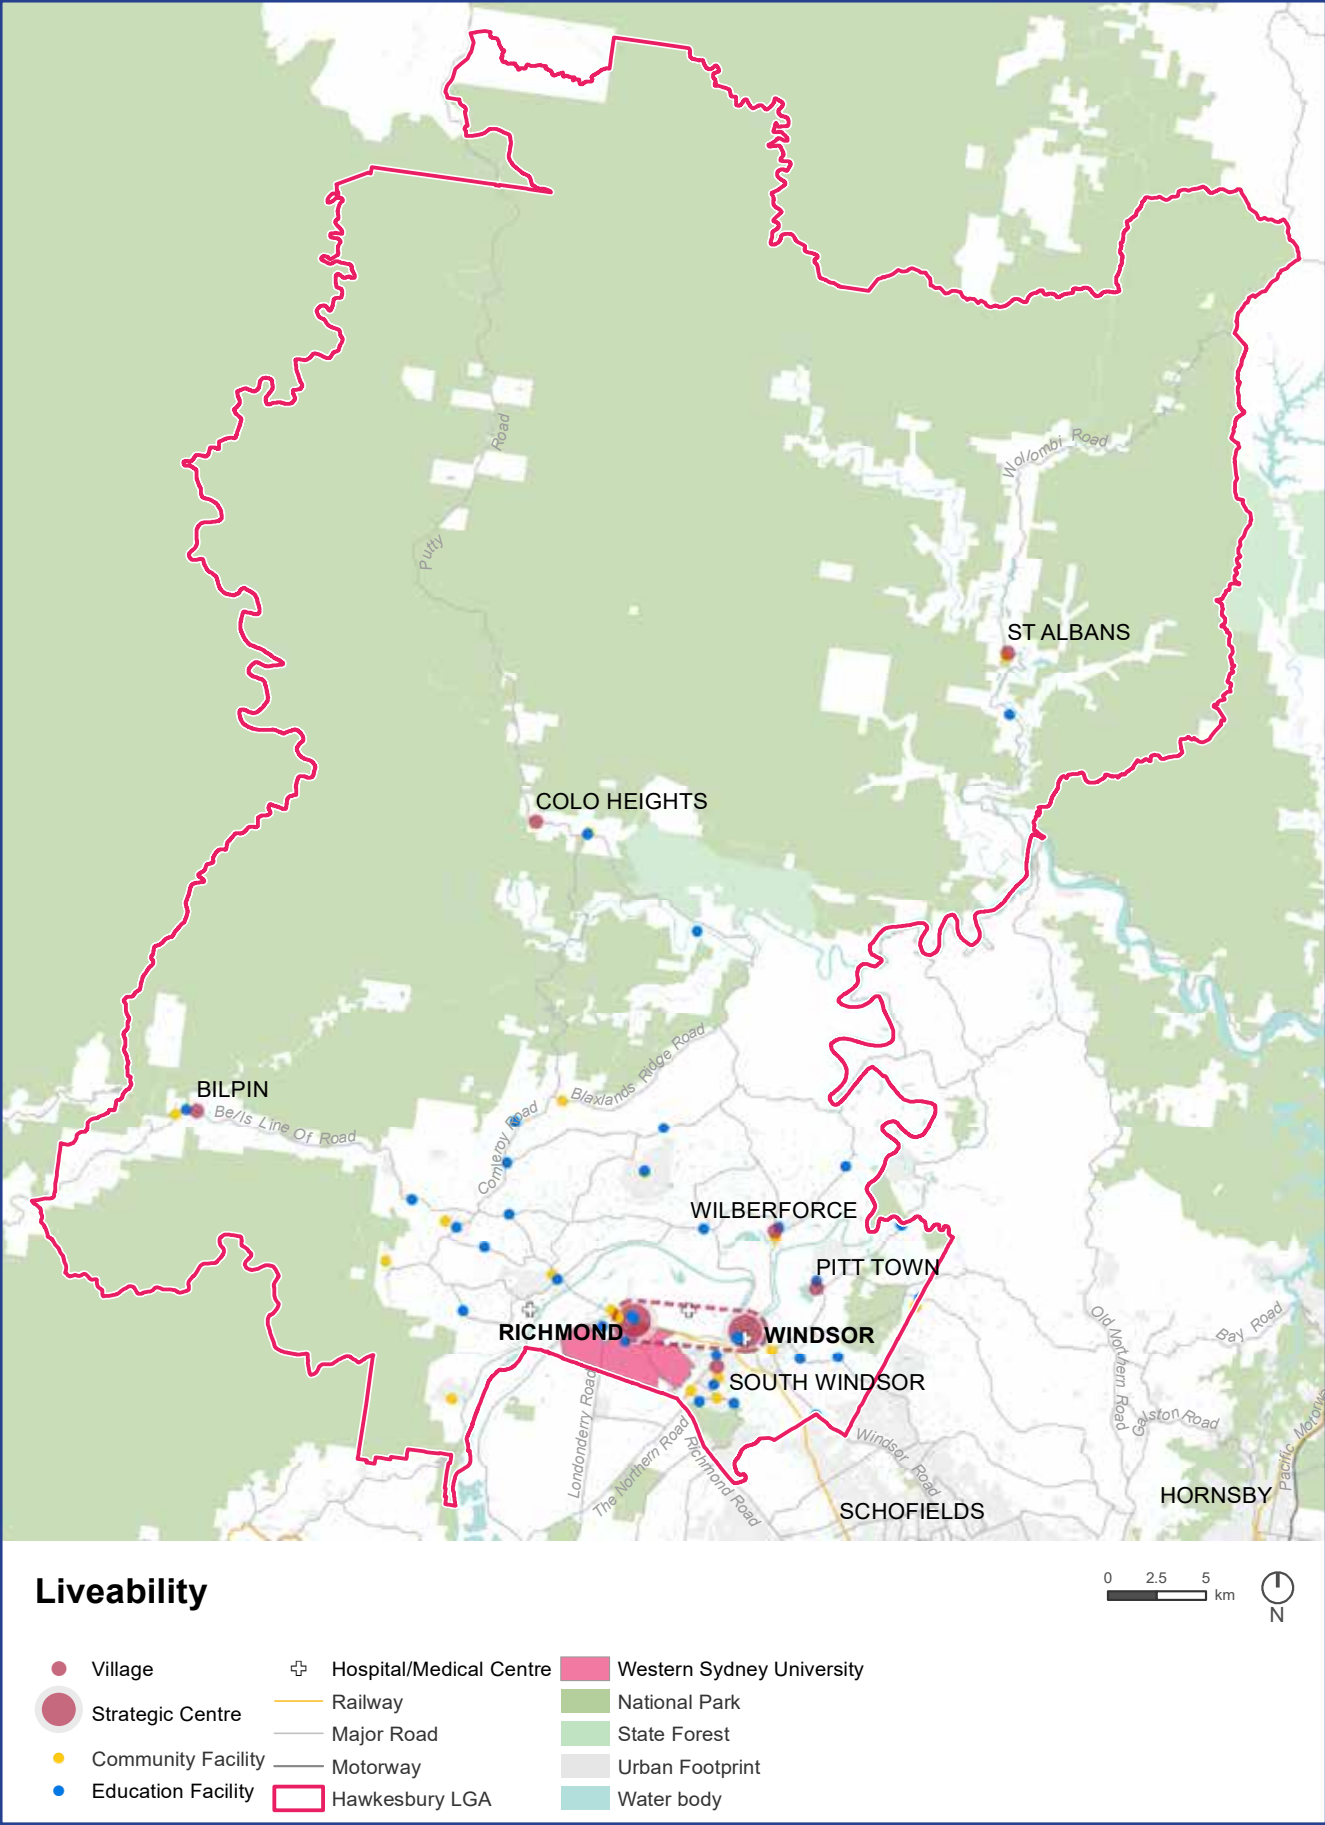 Road
Wollombi Road
Putty
ST ALBANS
COLO HEIGHTS
Blaxlands Ridge Road
BILPIN
Bells Line Of Road
Comleroy Road
WILBERFORCE
PITT TOWN
RICHMOND
WINDSOR
SOUTH WINDSOR
Old Northern Road
Bay Road
Galston Road
Londonderry Road
The Northern Road
Richmond Road
Windsor Road
Pacific Motorw
HORNSBY
SCHOFIELDS
Liveability
0 2.5 5
km
N
Village
Strategic Centre
Community Facility
Education Facility
Hospital/Medical Centre
Railway
Major Road
Motorway
Hawkesbury LGA
Western Sydney University
National Park
State Forest
Urban Footprint
Water body